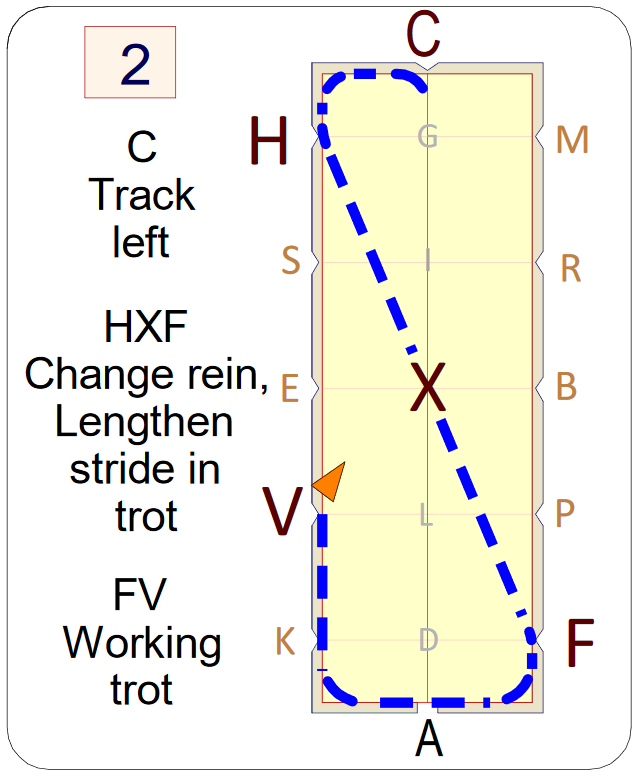 2
C
Track
left
HXF
Change rein,
Lengthen
stride in
trot
FV
Working
trot
C
H
G
M
S
I
R
E
X
B
V
L
P
K
D
F
A